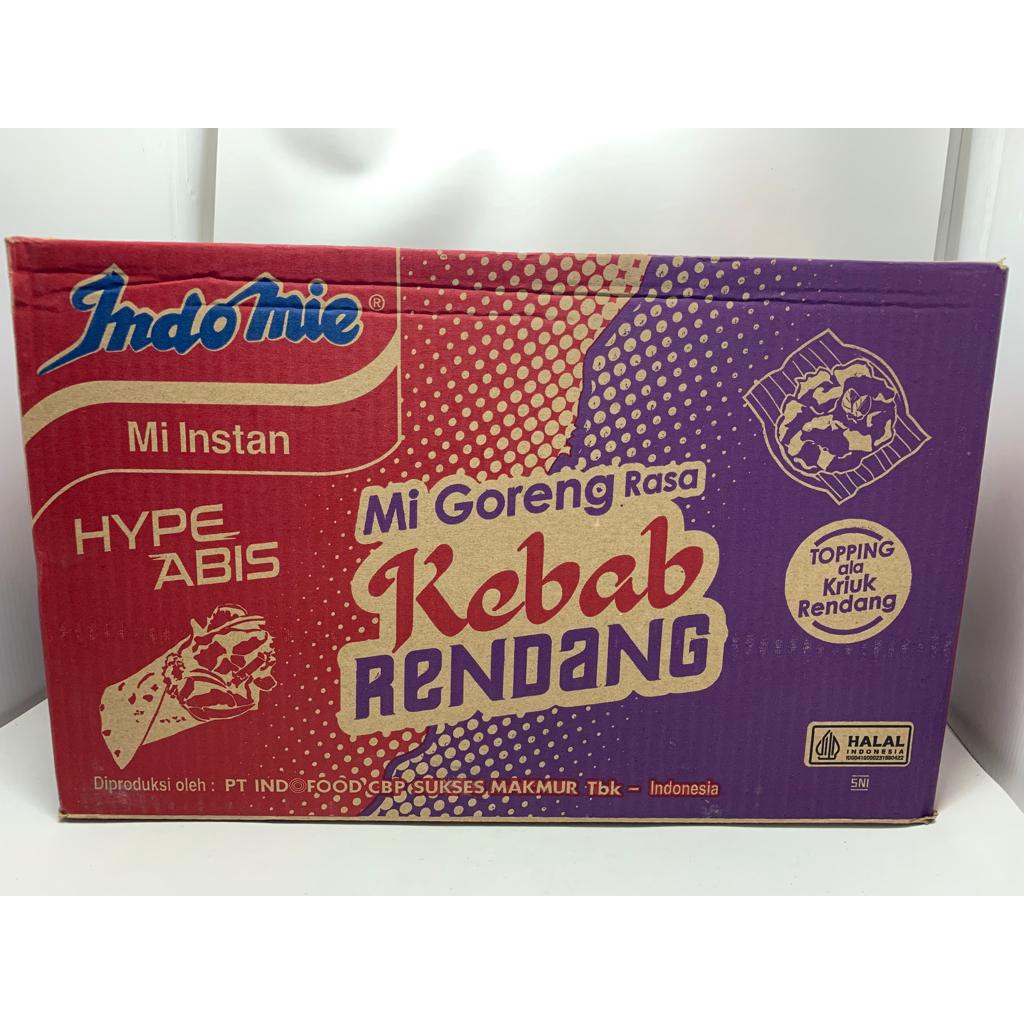 Indomie®
Mi Instan
HYPE
ABIS
Mi Goreng Rasa
Kebab
RENDANG
TOPPING
ala
Kriuk
Rendang
HALAL
INDONESIA
SNI
Diproduksi oleh : PT INDOFOOD CBP SUKSES MAKMUR Tbk – Indonesia